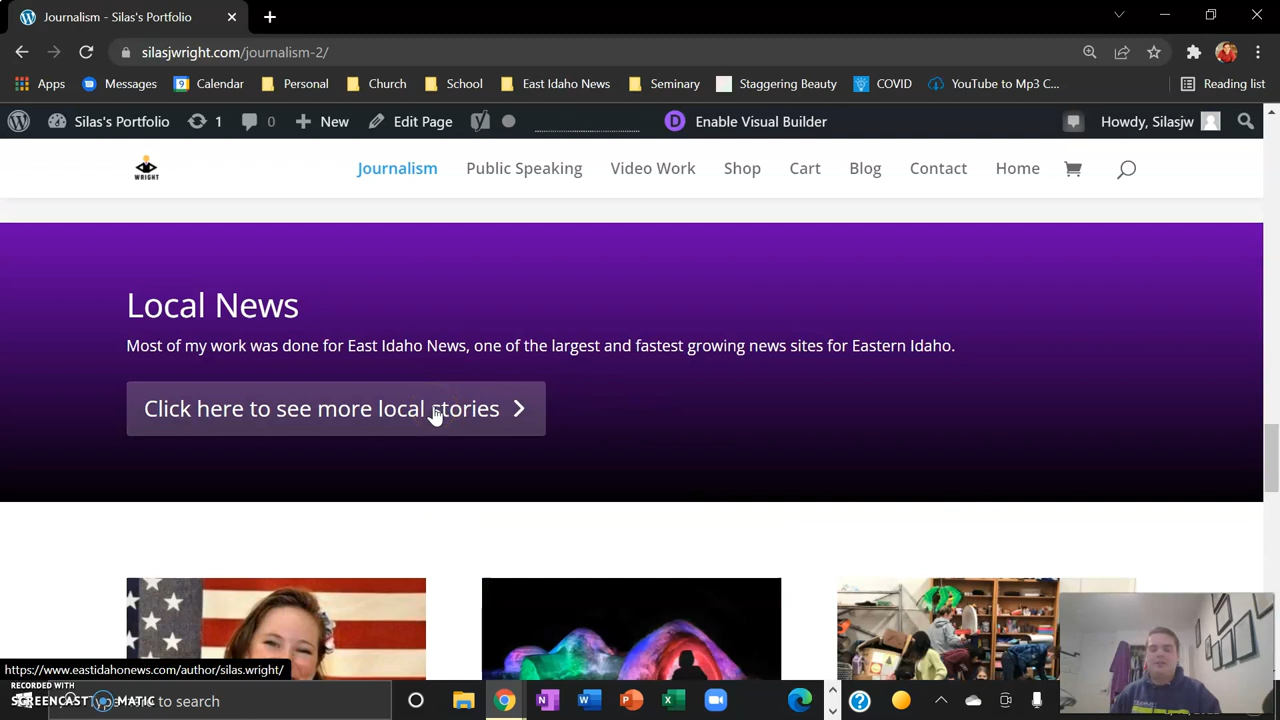 Journalism - Silas's Portfolio
silasjwright.com/journalism-2/
Apps Messages Calendar Personal Church School East Idaho News Seminary Staggering Beauty COVID YouTube to Mp3 C... Reading list
Silas's Portfolio 1 0 New Edit Page Enable Visual Builder Howdy, Silasjw
WRIGHT Journalism Public Speaking Video Work Shop Cart Blog Contact Home
Local News
Most of my work was done for East Idaho News, one of the largest and fastest growing news sites for Eastern Idaho.
Click here to see more local stories
https://www.eastidahonews.com/author/silas.wright/
RECORDED WITH
SCREENCAST MATIC
here to search